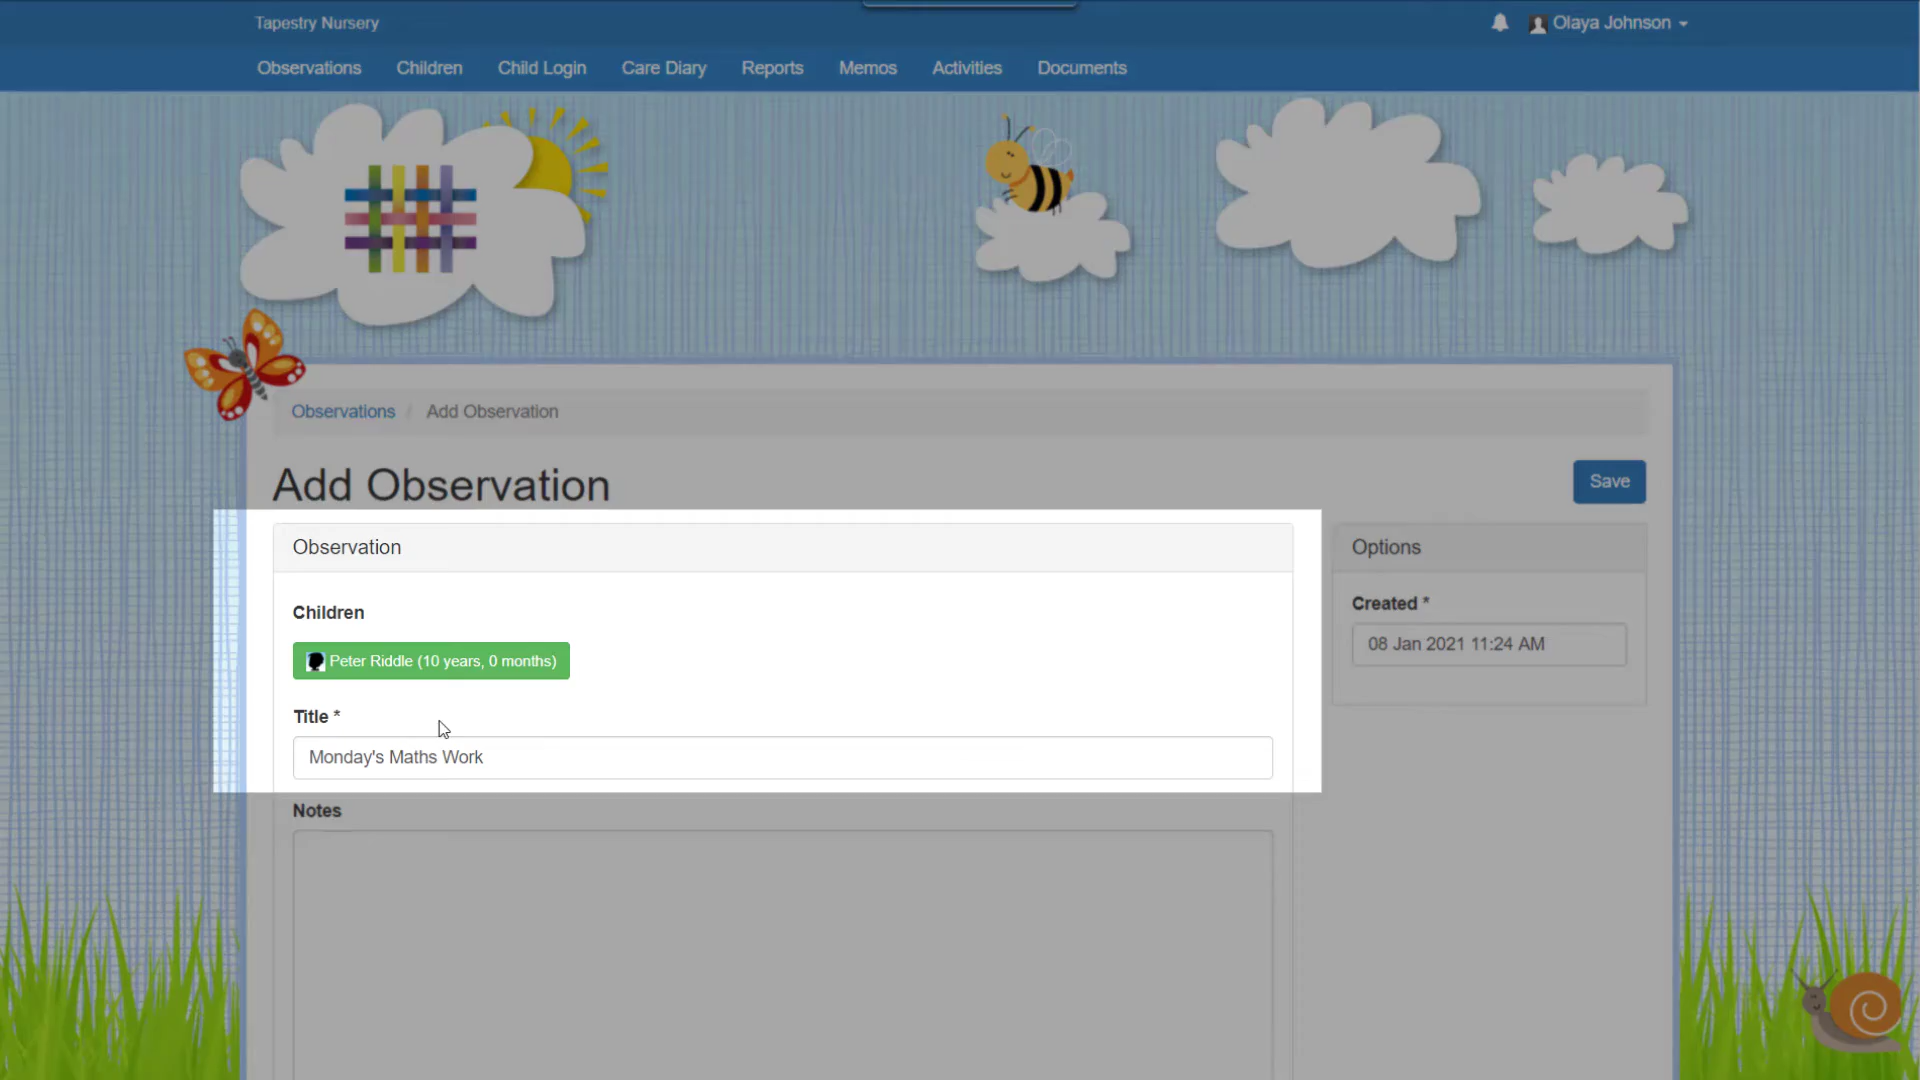 Tapestry Nursery
Olaya Johnson
Observations Children Child Login Care Diary Reports Memos Activities Documents
Observations / Add Observation
Add Observation
Save
Observation
Options
Children
Created *
Peter Riddle (10 years, 0 months)
08 Jan 2021 11:24 AM
Title *
Monday's Maths Work
Notes